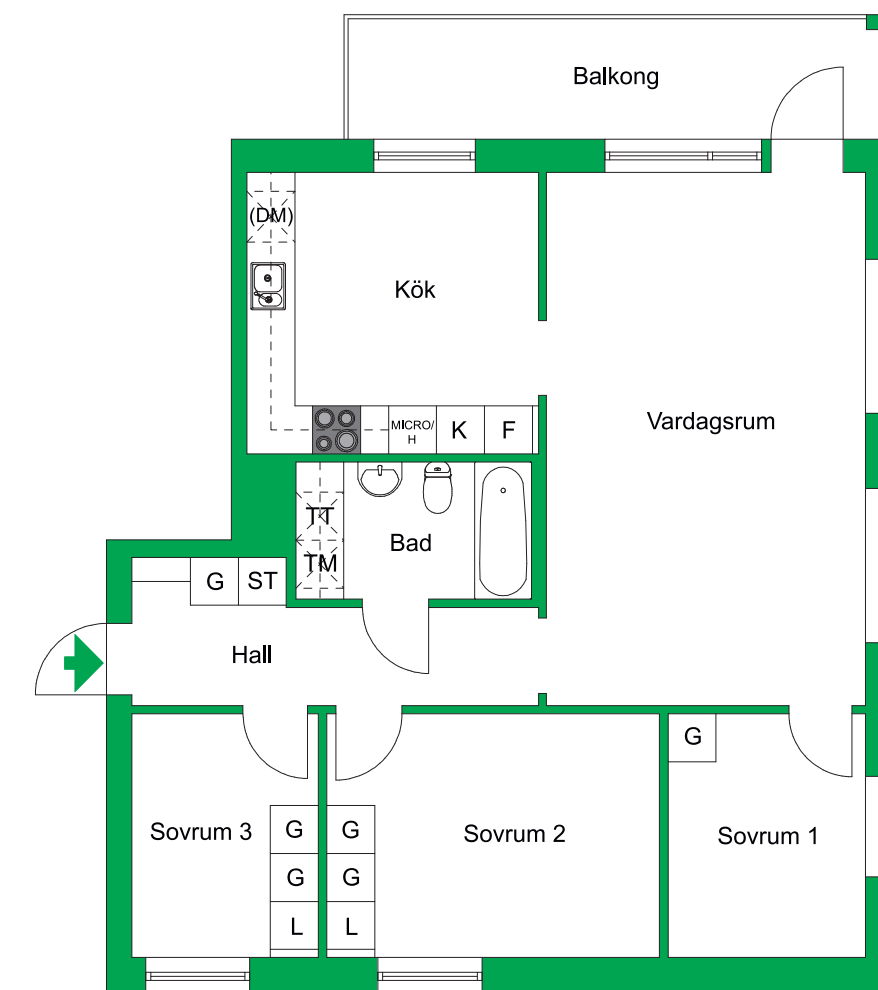 Balkong
(DM)
Kök
MICRO/
H
K
F
Vardagsrum
TT
TM
Bad
G
ST
Hall
G
Sovrum 3
G
G
L
G
G
L
Sovrum 2
Sovrum 1